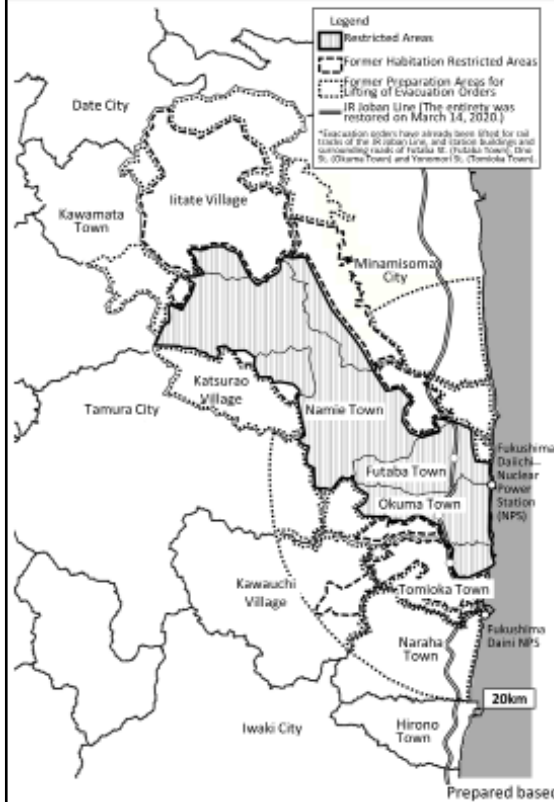 Legend
Restricted Areas
Former Habitation Restricted Areas
Former Preparation Areas for
Lifting of Evacuation Orders
JR Joban Line (The entirety was
restored on March 14, 2020.)
*Evacuation orders have already been lifted for rail
tracks of the JR Joban Line, and station buildings and
surrounding roads of Futaba St. (Futaba Town), Ono
St. (Okuma Town) and Yonomori St. (Tomioka Town).
Date City
Iitate Village
Kawamata
Town
Minamisoma
City
Katsurao
Village
Tamura City
Namie Town
Futaba Town
Fukushima
Daiichi
Nuclear
Power
Station
(NPS)
Okuma Town
Kawauchi
Village
Tomioka Town
Naraha
Town
Fukushima
Daini NPS
20km
Iwaki City
Hirono
Town
Prepared based